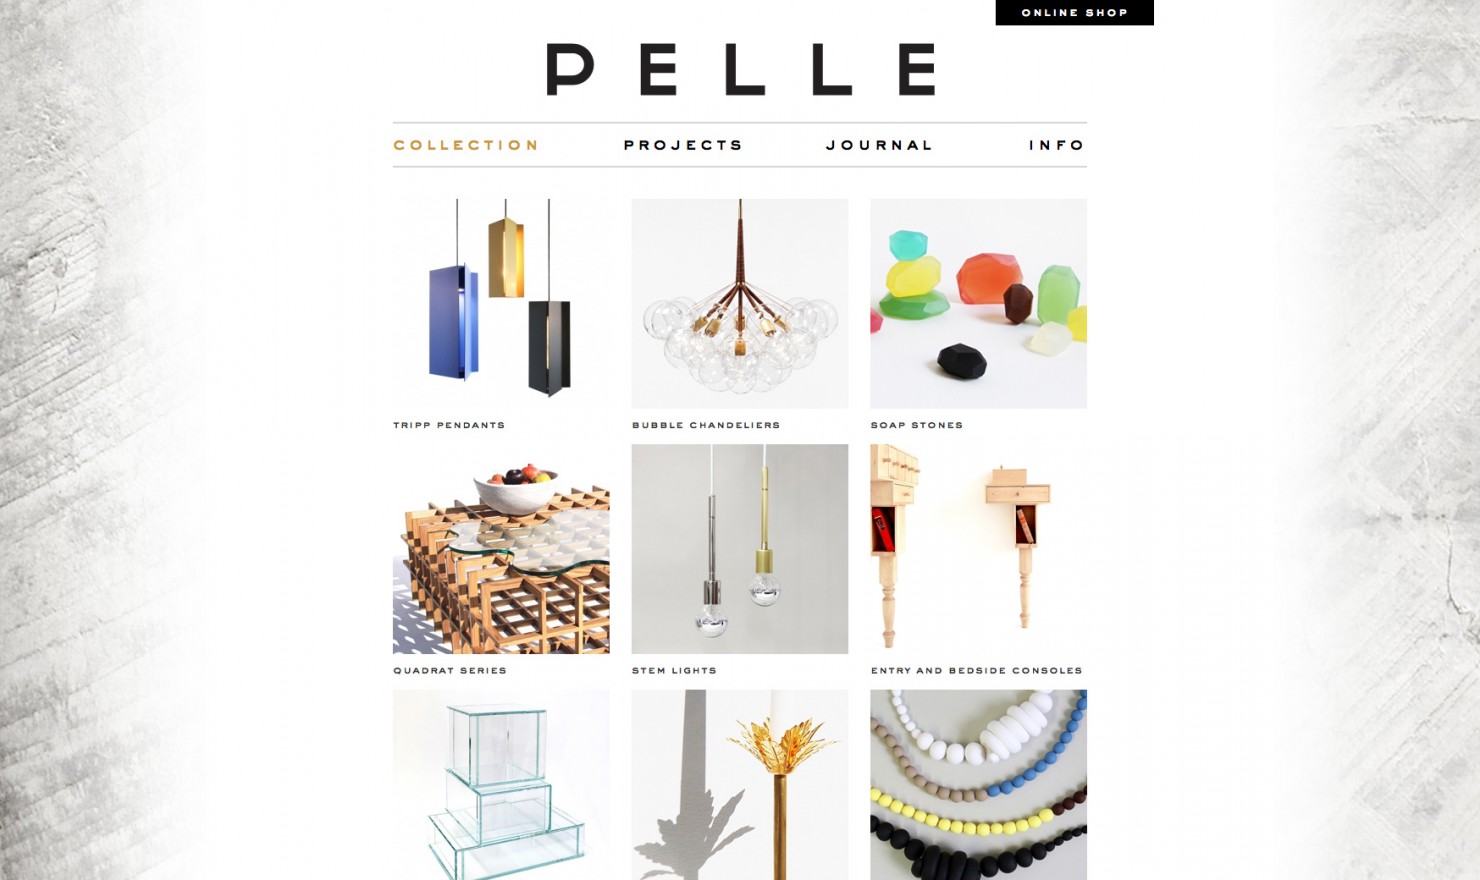 ONLINE SHOP
PELLE
COLLECTION PROJECTS JOURNAL INFO
TRIPP PENDANTS
BUBBLE CHANDELIERS
SOAP STONES
QUADRAT SERIES
STEM LIGHTS
ENTRY AND BEDSIDE CONSOLES